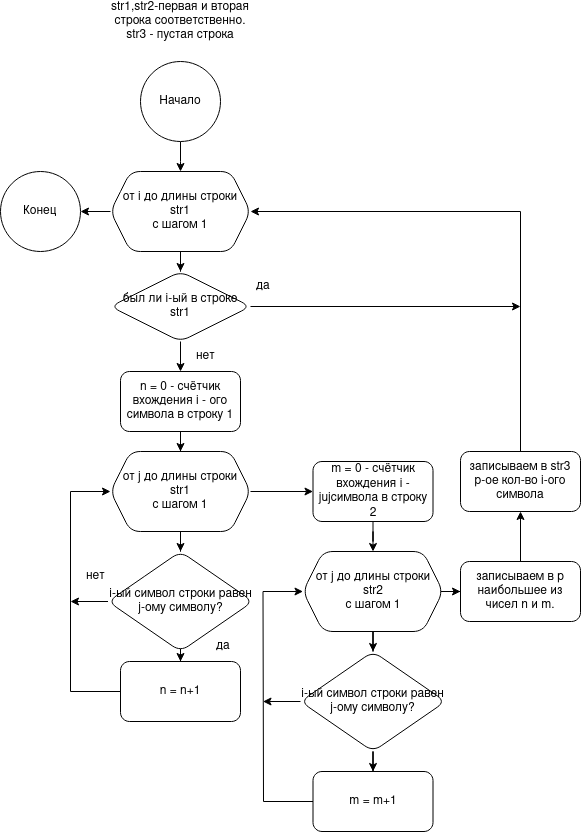 str1,str2-первая и вторая
строка соответственно.
str3 - пустая строка
Начало
от i до длины строки
str1
с шагом 1
Конец
был ли i-ый в строке
str1
да
нет
n = 0 - счётчик
вхождения i - ого
символа в строку 1
от j до длины строки
str1
с шагом 1
m = 0 - счётчик
вхождения i -
jujсимвола в строку
2
записываем в str3
p-ое кол-во i-ого
символа
нет
i-ый символ строки равен
j-ому символу?
да
n = n+1
от j до длины строки
str2
с шагом 1
записываем в p
наибольшее из
чисел n и m.
i-ый символ строки равен
j-ому символу?
m = m+1